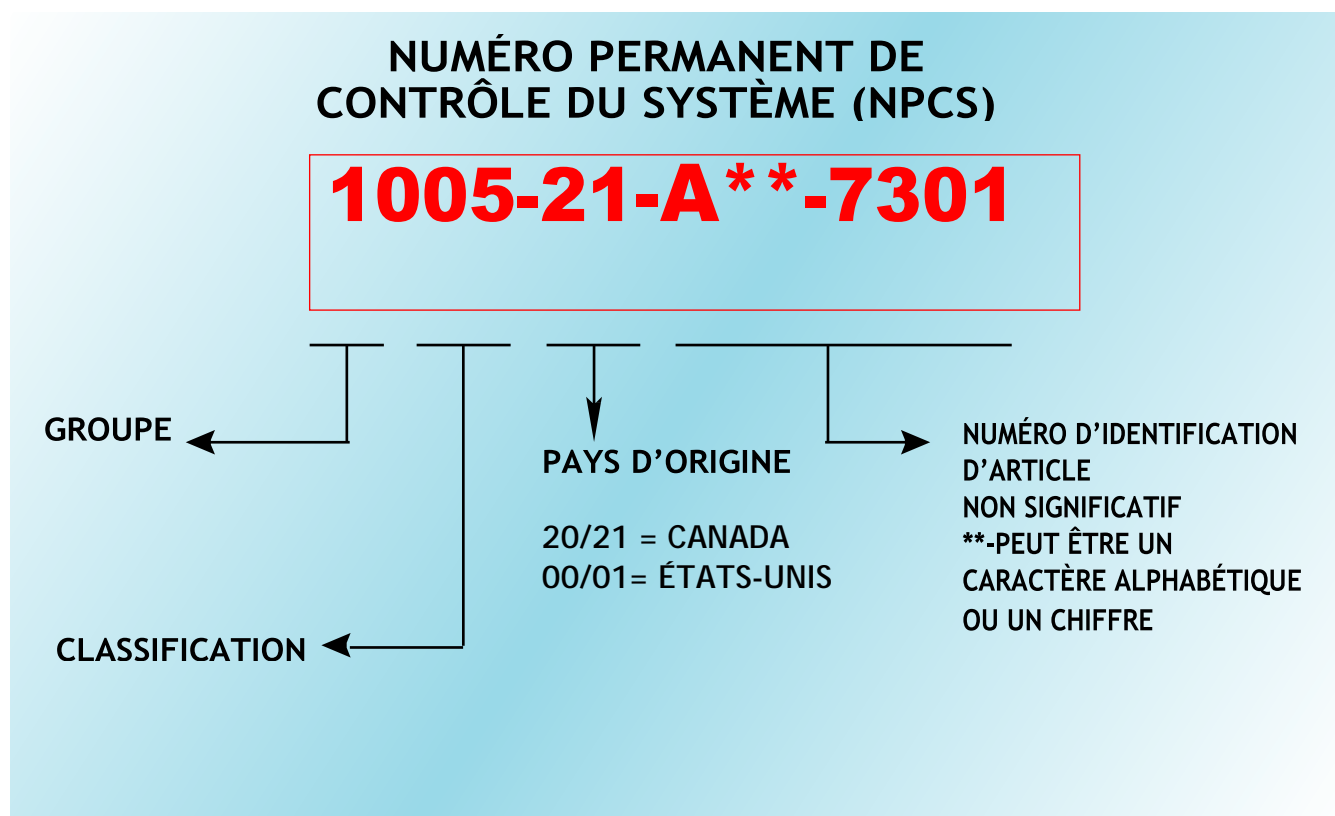 NUMÉRO PERMANENT DE
CONTRÔLE DU SYSTÈME (NPCS)
1005-21-A**-7301
GROUPE
CLASSIFICATION
PAYS D’ORIGINE
20/21 = CANADA
00/01= ÉTATS-UNIS
NUMÉRO D’IDENTIFICATION
D’ARTICLE
NON SIGNIFICATIF
**-PEUT ÊTRE UN
CARACTÈRE ALPHABÉTIQUE
OU UN CHIFFRE